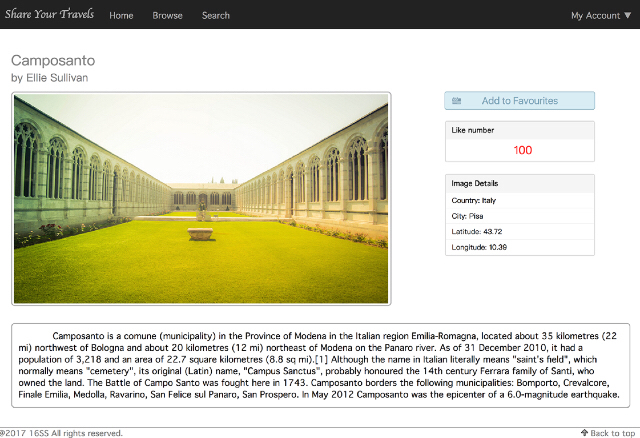 Share Your Travels Home Browse Search My Account ▼
Camposanto
by Ellie Sullivan
Add to Favourites
Like number
100
Image Details
Country: Italy
City: Pisa
Latitude: 43.72
Longitude: 10.39
Camposanto is a comune (municipality) in the Province of Modena in the Italian region Emilia-Romagna, located about 35 kilometres (22
mi) northwest of Bologna and about 20 kilometres (12 mi) northeast of Modena on the Panaro river. As of 31 December 2010, it had a
population of 3,218 and an area of 22.7 square kilometres (8.8 sq mi).[1] Although the name in Italian literally means "saint's field", which
normally means "cemetery", its original (Latin) name, "Campus Sanctus", probably honoured the 14th century Ferrara family of Santi, who
owned the land. The Battle of Campo Santo was fought here in 1743. Camposanto borders the following municipalities: Bomporto, Crevalcore,
Finale Emilia, Medolla, Ravarino, San Felice sul Panaro, San Prospero. In May 2012 Camposanto was the epicenter of a 6.0-magnitude earthquake.
@2017 16SS All rights reserved. Back to top